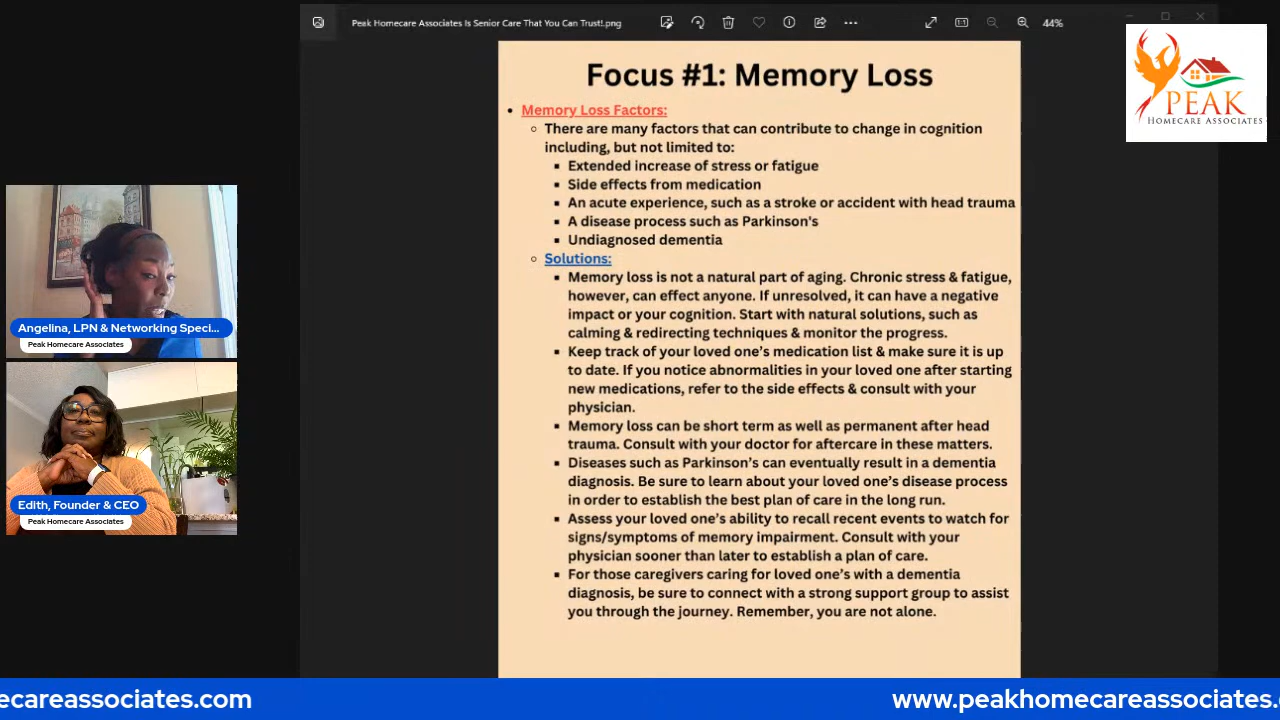 Peak Homecare Associates Is Senior Care That You Can Trust!.png
44%
PEAK
HOMECARE ASSOCIATES
Focus #1: Memory Loss
Memory Loss Factors:
There are many factors that can contribute to change in cognition
including, but not limited to:
Extended increase of stress or fatigue
Side effects from medication
An acute experience, such as a stroke or accident with head trauma
A disease process such as Parkinson's
Undiagnosed dementia
Solutions:
Memory loss is not a natural part of aging. Chronic stress & fatigue,
however, can effect anyone. If unresolved, it can have a negative
impact or your cognition. Start with natural solutions, such as
calming & redirecting techniques & monitor the progress.
Keep track of your loved one's medication list & make sure it is up
to date. If you notice abnormalities in your loved one after starting
new medications, refer to the side effects & consult with your
physician.
Memory loss can be short term as well as permanent after head
trauma. Consult with your doctor for aftercare in these matters.
Diseases such as Parkinson's can eventually result in a dementia
diagnosis. Be sure to learn about your loved one's disease process
in order to establish the best plan of care in the long run.
Assess your loved one's ability to recall recent events to watch for
signs/symptoms of memory impairment. Consult with your
physician sooner than later to establish a plan of care.
For those caregivers caring for loved one's with a dementia
diagnosis, be sure to connect with a strong support group to assist
you through the journey. Remember, you are not alone.
Angelina, LPN & Networking Speci...
Peak Homecare Associates
Edith, Founder & CEO
Peak Homecare Associates
ecareassociates.com
www.peakhomecareassociates.c